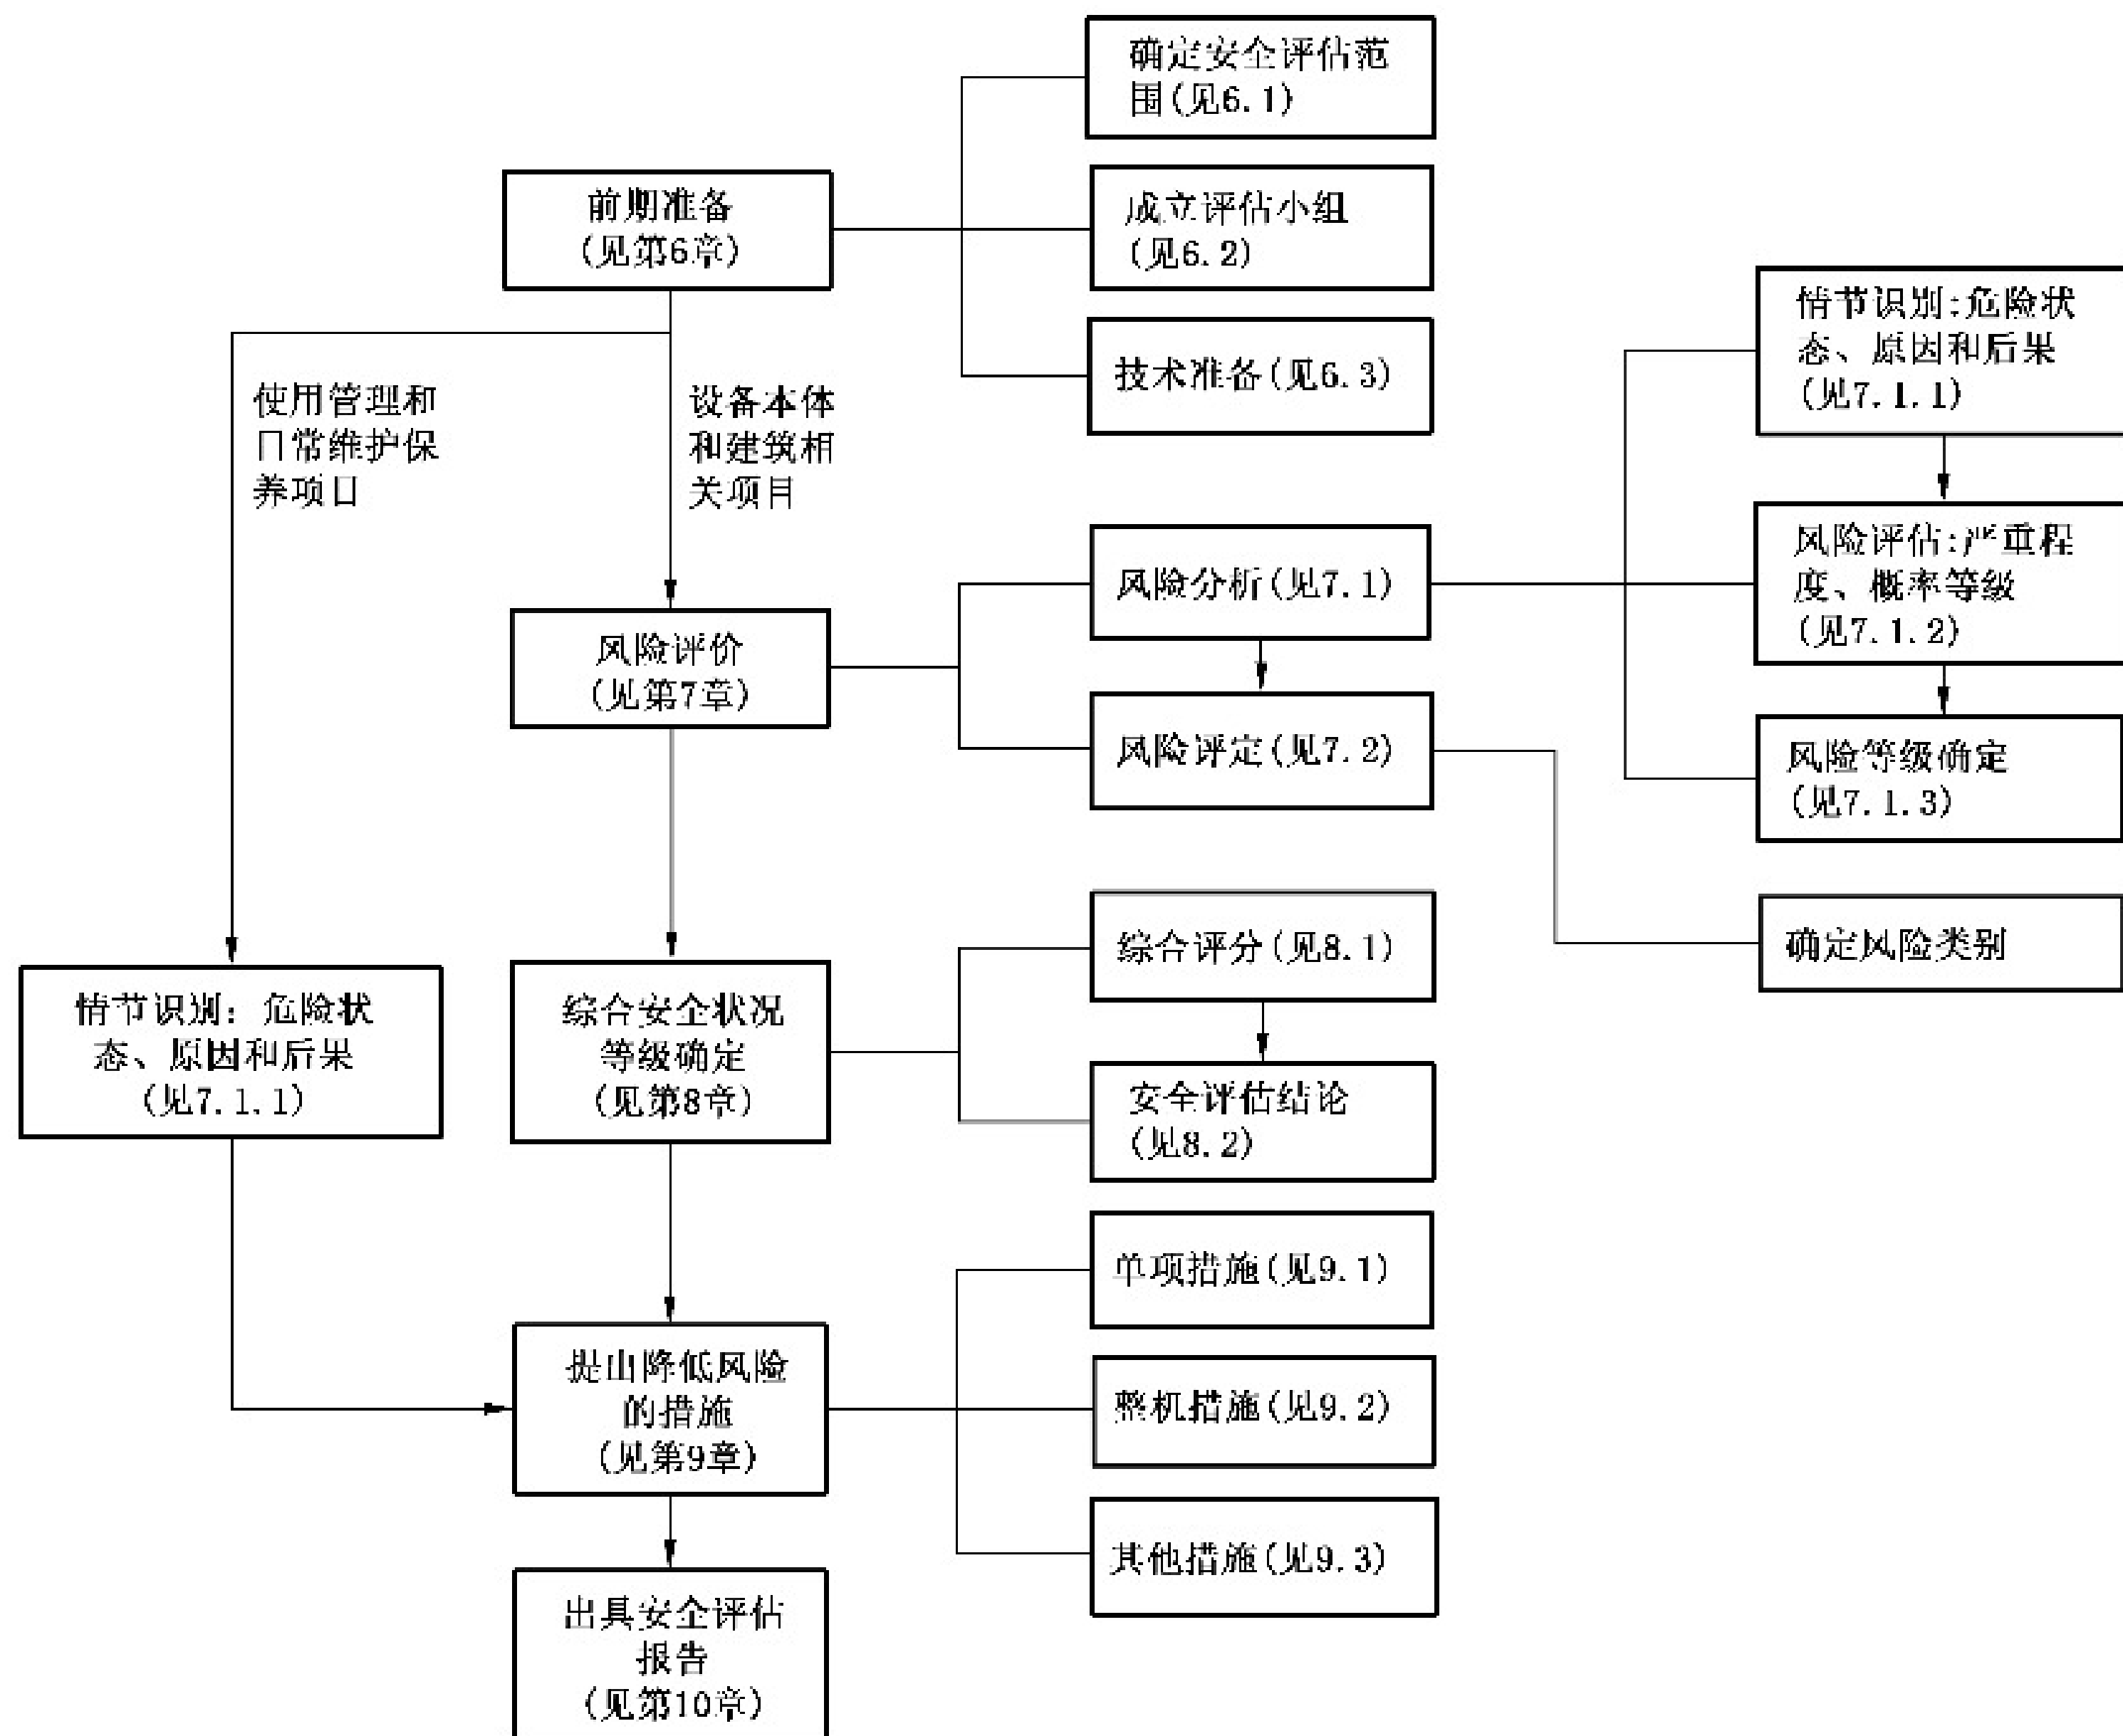 确定安全评估范
围(见6.1)
前期准备
(见第6章)
成立评估小组
(见6.2)
技术准备(见6.3)
情节识别:危险状
态、原因和后果
(见7.1.1)
使用管理和
日常维护保
养项目
设备本体
和建筑相
关项目
风险分析(见7.1)
风险评估:严重程
度、概率等级
(见7.1.2)
风险评价
(见第7章)
风险评定(见7.2)
风险等级确定
(见7.1.3)
综合评分(见8.1)
确定风险类别
情节识别: 危险状
态、原因和后果
(见7.1.1)
综合安全状况
等级确定
(见第8章)
安全评估结论
(见8.2)
单项措施(见9.1)
提出降低风险
的措施
(见第9章)
整机措施(见9.2)
其他措施(见9.3)
出具安全评估
报告
(见第10章)